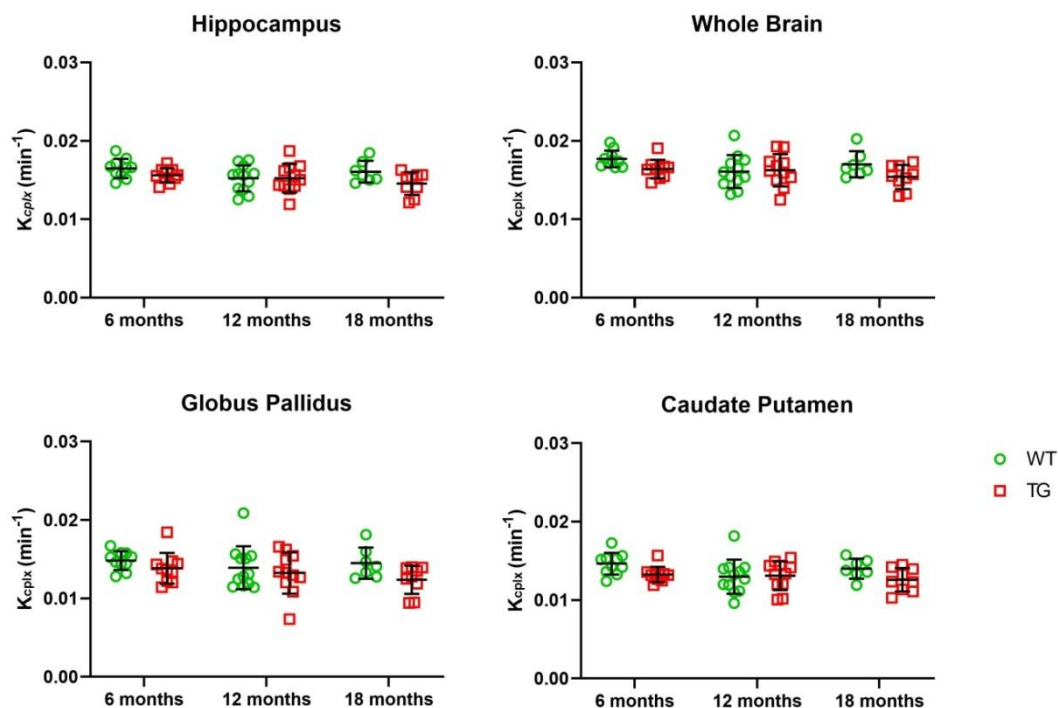 Hippocampus
Kcplx (min-1)
0.03
0.02
0.01
0.00
6 months 12 months 18 months
Whole Brain
Kcplx (min-1)
0.03
0.02
0.01
0.00
6 months 12 months 18 months
Globus Pallidus
Kcplx (min-1)
0.03
0.02
0.01
0.00
6 months 12 months 18 months
Caudate Putamen
Kcplx (min-1)
0.03
0.02
0.01
0.00
6 months 12 months 18 months
WT
TG